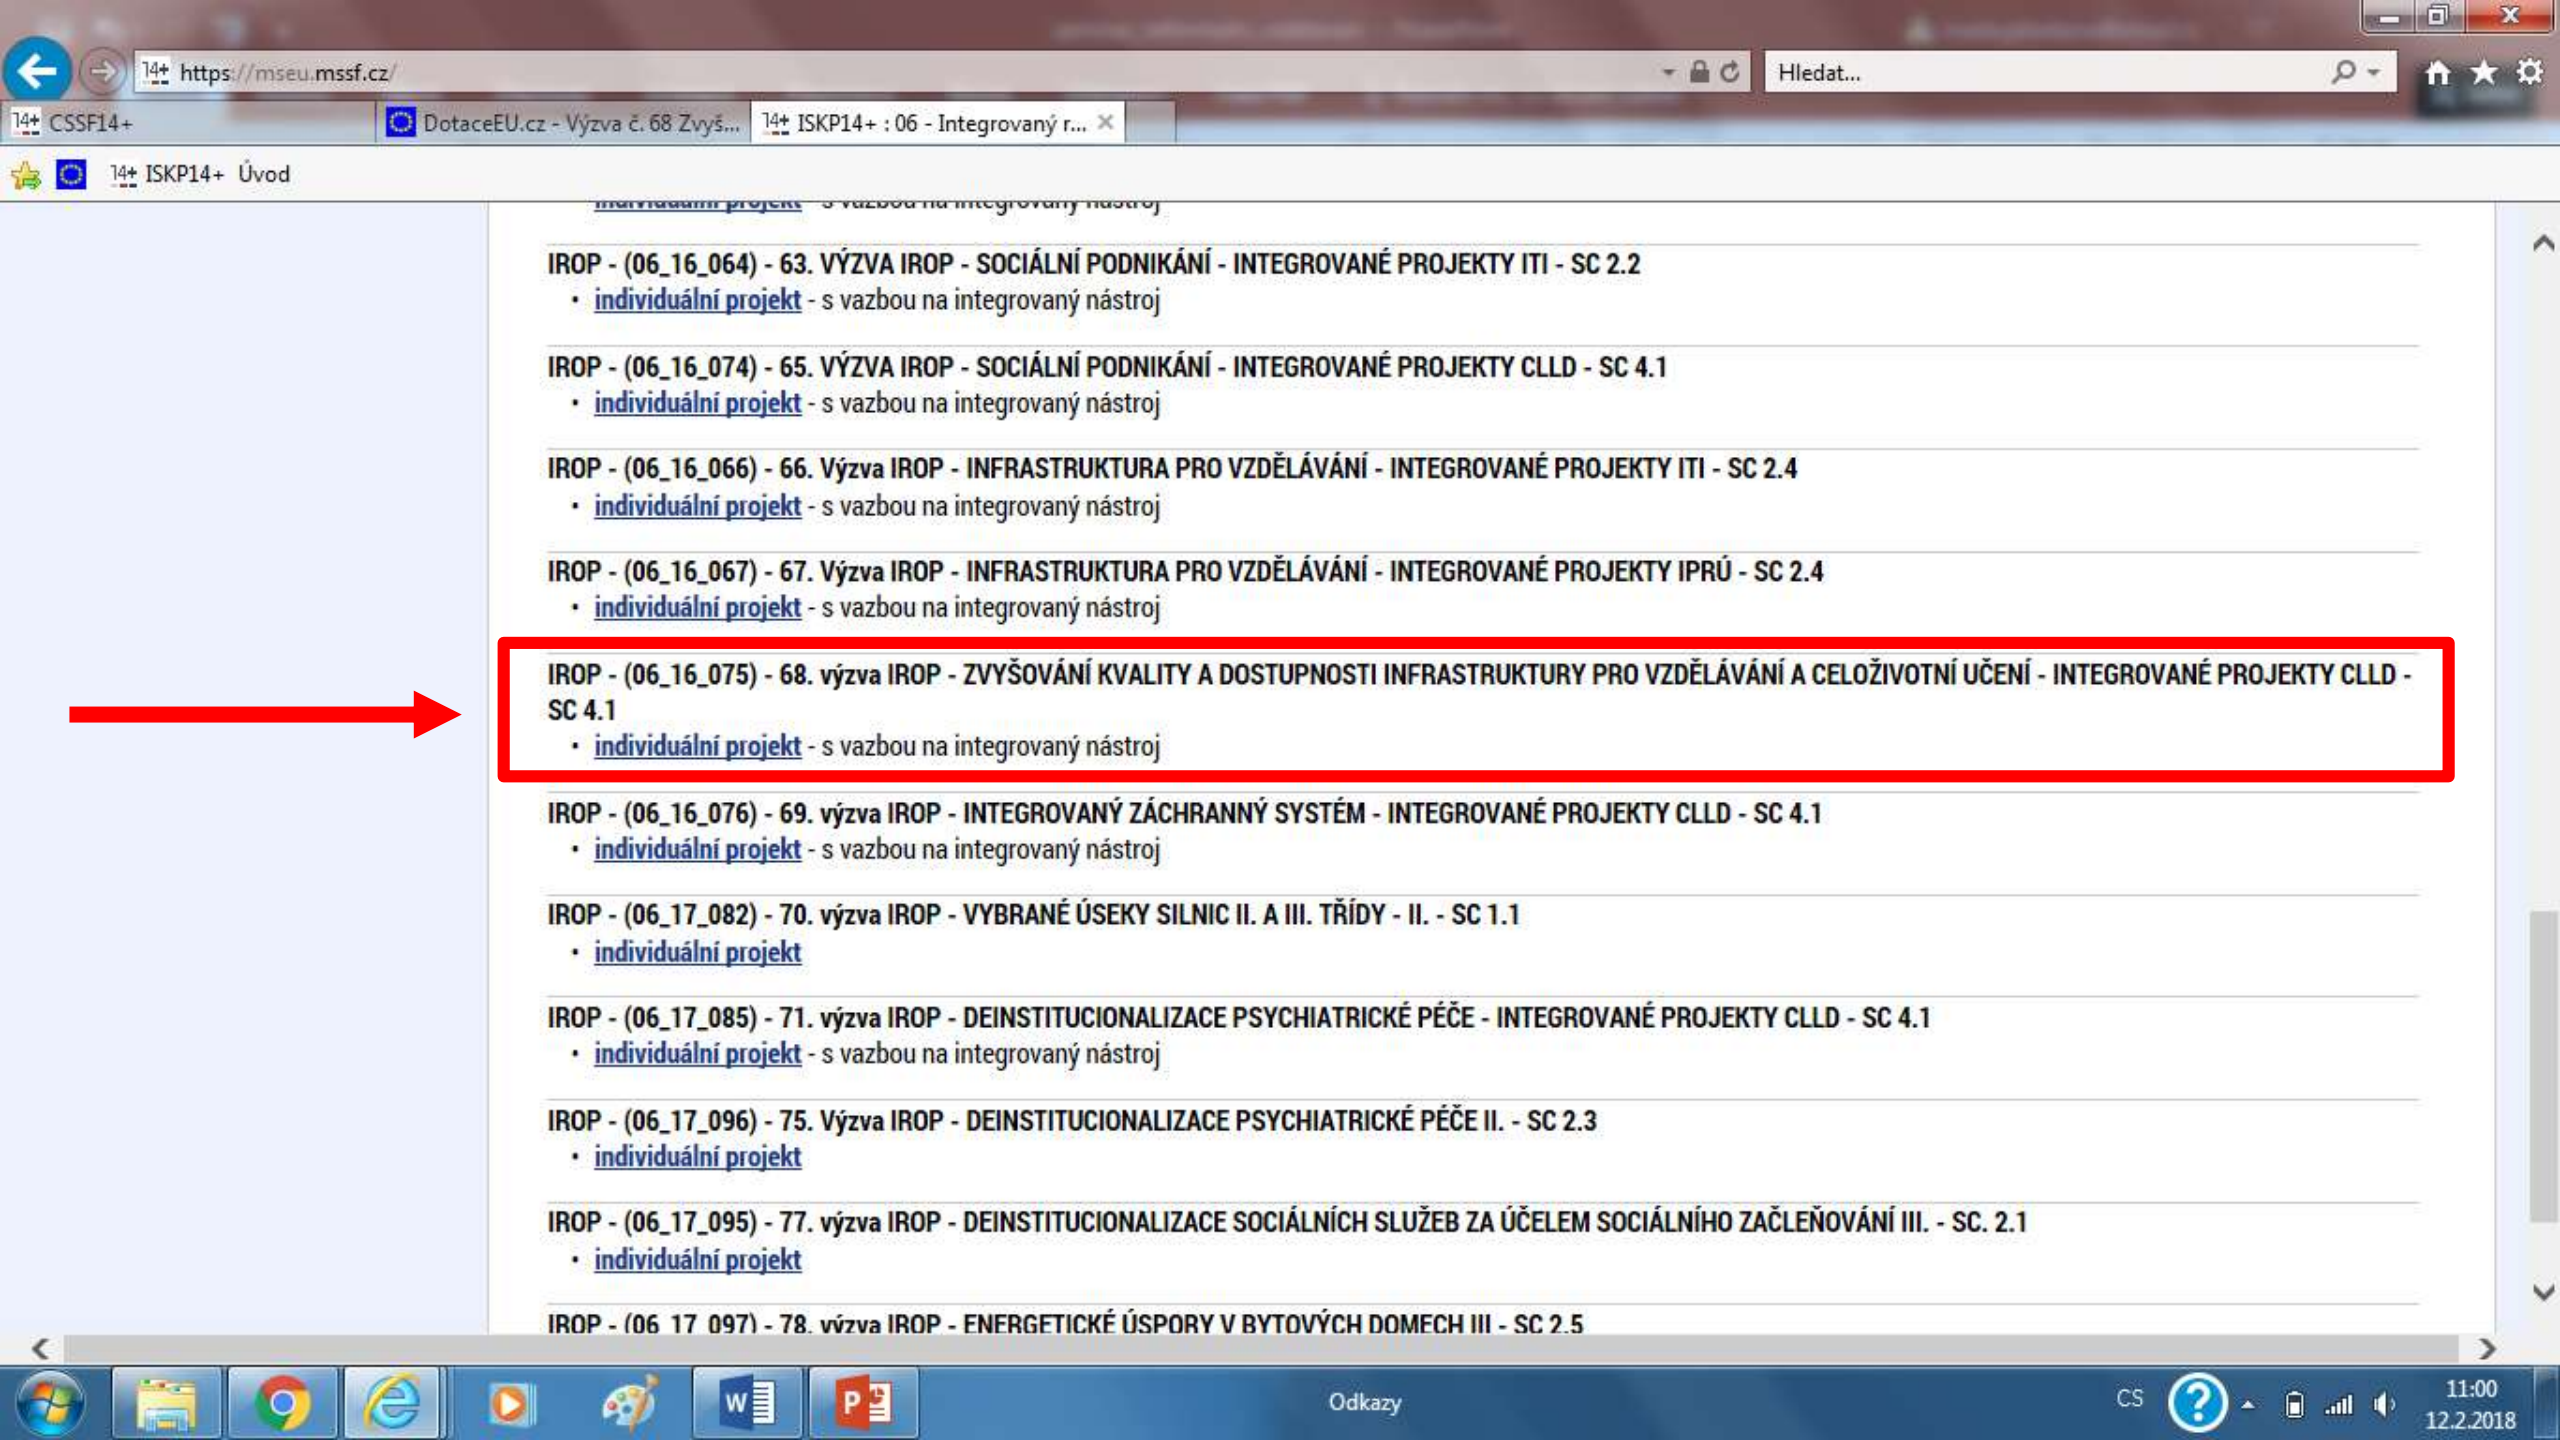 https://mseu.mssf.cz/
Hledat...
14+ CSSF14+
DotaceEU.cz - Výzva č. 68 Zvyš...
14+ ISKP14+ : 06 - Integrovaný r...
14+ ISKP14+ Úvod
individuální projekt - s vazbou na integrovaný nástroj
IROP - (06_16_064) - 63. VÝZVA IROP - SOCIÁLNÍ PODNIKÁNÍ - INTEGROVANÉ PROJEKTY ITI - SC 2.2
• individuální projekt - s vazbou na integrovaný nástroj
IROP - (06_16_074) - 65. VÝZVA IROP - SOCIÁLNÍ PODNIKÁNÍ - INTEGROVANÉ PROJEKTY CLLD - SC 4.1
• individuální projekt - s vazbou na integrovaný nástroj
IROP - (06_16_066) - 66. Výzva IROP - INFRASTRUKTURA PRO VZDĚLÁVÁNÍ - INTEGROVANÉ PROJEKTY ITI - SC 2.4
• individuální projekt - s vazbou na integrovaný nástroj
IROP - (06_16_067) - 67. Výzva IROP - INFRASTRUKTURA PRO VZDĚLÁVÁNÍ - INTEGROVANÉ PROJEKTY IPRÚ - SC 2.4
• individuální projekt - s vazbou na integrovaný nástroj
IROP - (06_16_075) - 68. výzva IROP - ZVYŠOVÁNÍ KVALITY A DOSTUPNOSTI INFRASTRUKTURY PRO VZDĚLÁVÁNÍ A CELOŽIVOTNÍ UČENÍ - INTEGROVANÉ PROJEKTY CLLD -
SC 4.1
• individuální projekt - s vazbou na integrovaný nástroj
IROP - (06_16_076) - 69. výzva IROP - INTEGROVANÝ ZÁCHRANNÝ SYSTÉM - INTEGROVANÉ PROJEKTY CLLD - SC 4.1
• individuální projekt - s vazbou na integrovaný nástroj
IROP - (06_17_082) - 70. výzva IROP - VYBRANÉ ÚSEKY SILNIC II. A III. TŘÍDY - II. - SC 1.1
• individuální projekt
IROP - (06_17_085) - 71. výzva IROP - DEINSTITUCIONALIZACE PSYCHIATRICKÉ PÉČE - INTEGROVANÉ PROJEKTY CLLD - SC 4.1
• individuální projekt - s vazbou na integrovaný nástroj
IROP - (06_17_096) - 75. Výzva IROP - DEINSTITUCIONALIZACE PSYCHIATRICKÉ PÉČE II. - SC 2.3
• individuální projekt
IROP - (06_17_095) - 77. výzva IROP - DEINSTITUCIONALIZACE SOCIÁLNÍCH SLUŽEB ZA ÚČELEM SOCIÁLNÍHO ZAČLEŇOVÁNÍ III. - SC. 2.1
• individuální projekt
IROP - (06_17_097) - 78. výzva IROP - ENERGETICKÉ ÚSPORY V BYTOVÝCH DOMECH III - SC 2.5
Odkazy
CS
11:00
12.2.2018